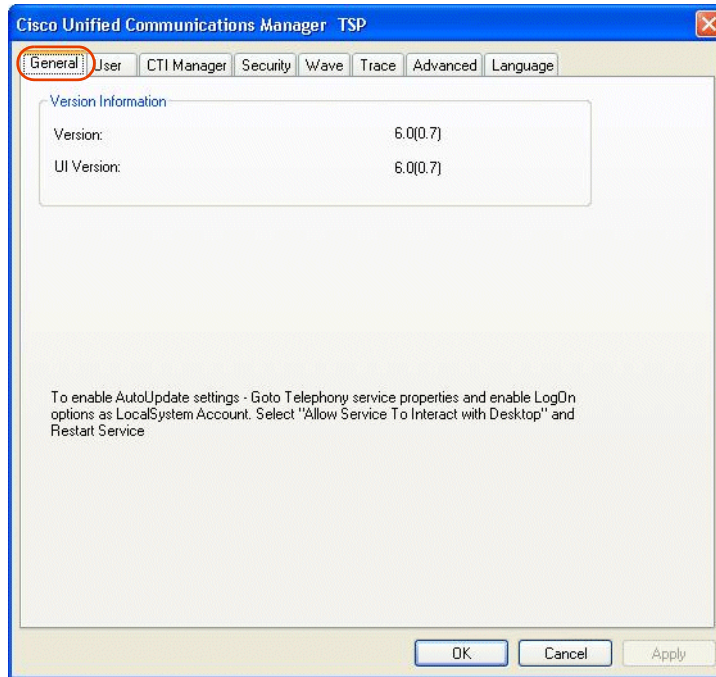 Cisco Unified Communications Manager TSP
General User CTI Manager Security Wave Trace Advanced Language
Version Information
Version: 6.0(0.7)
UI Version: 6.0(0.7)
To enable AutoUpdate settings - Goto Telephony service properties and enable LogOn
options as LocalSystem Account. Select "Allow Service To Interact with Desktop" and
Restart Service
OK Cancel Apply